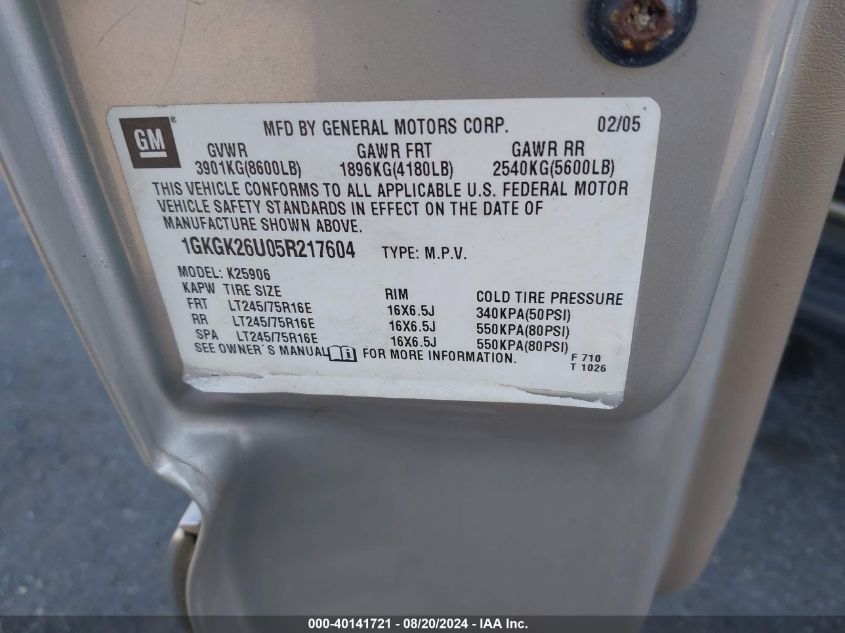 GM ®
MFD BY GENERAL MOTORS CORP. 02/05
GVWR GAWR FRT GAWR RR
3901KG(8600LB) 1896KG(4180LB) 2540KG(5600LB)
THIS VEHICLE CONFORMS TO ALL APPLICABLE U.S. FEDERAL MOTOR
VEHICLE SAFETY STANDARDS IN EFFECT ON THE DATE OF
MANUFACTURE SHOWN ABOVE.
1GKGK26U05R217604 TYPE: M.P.V.
MODEL: K25906
KAPW TIRE SIZE RIM COLD TIRE PRESSURE
FRT LT245/75R16E 16X6.5J 340KPA(50PSI)
RR LT245/75R16E 16X6.5J 550KPA(80PSI)
SPA LT245/75R16E 16X6.5J 550KPA(80PSI)
SEE OWNER'S MANUAL FOR MORE INFORMATION.
F 710
T 1026
000-40141721 - 08/20/2024 - IAA Inc.